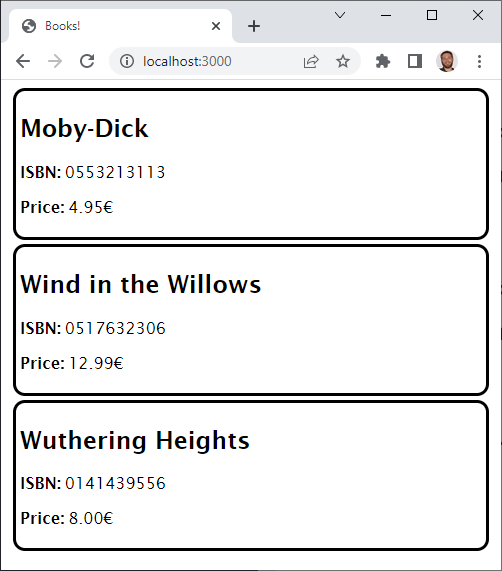 Books!
localhost:3000
Moby-Dick
ISBN: 0553213113
Price: 4.95€
Wind in the Willows
ISBN: 0517632306
Price: 12.99€
Wuthering Heights
ISBN: 0141439556
Price: 8.00€